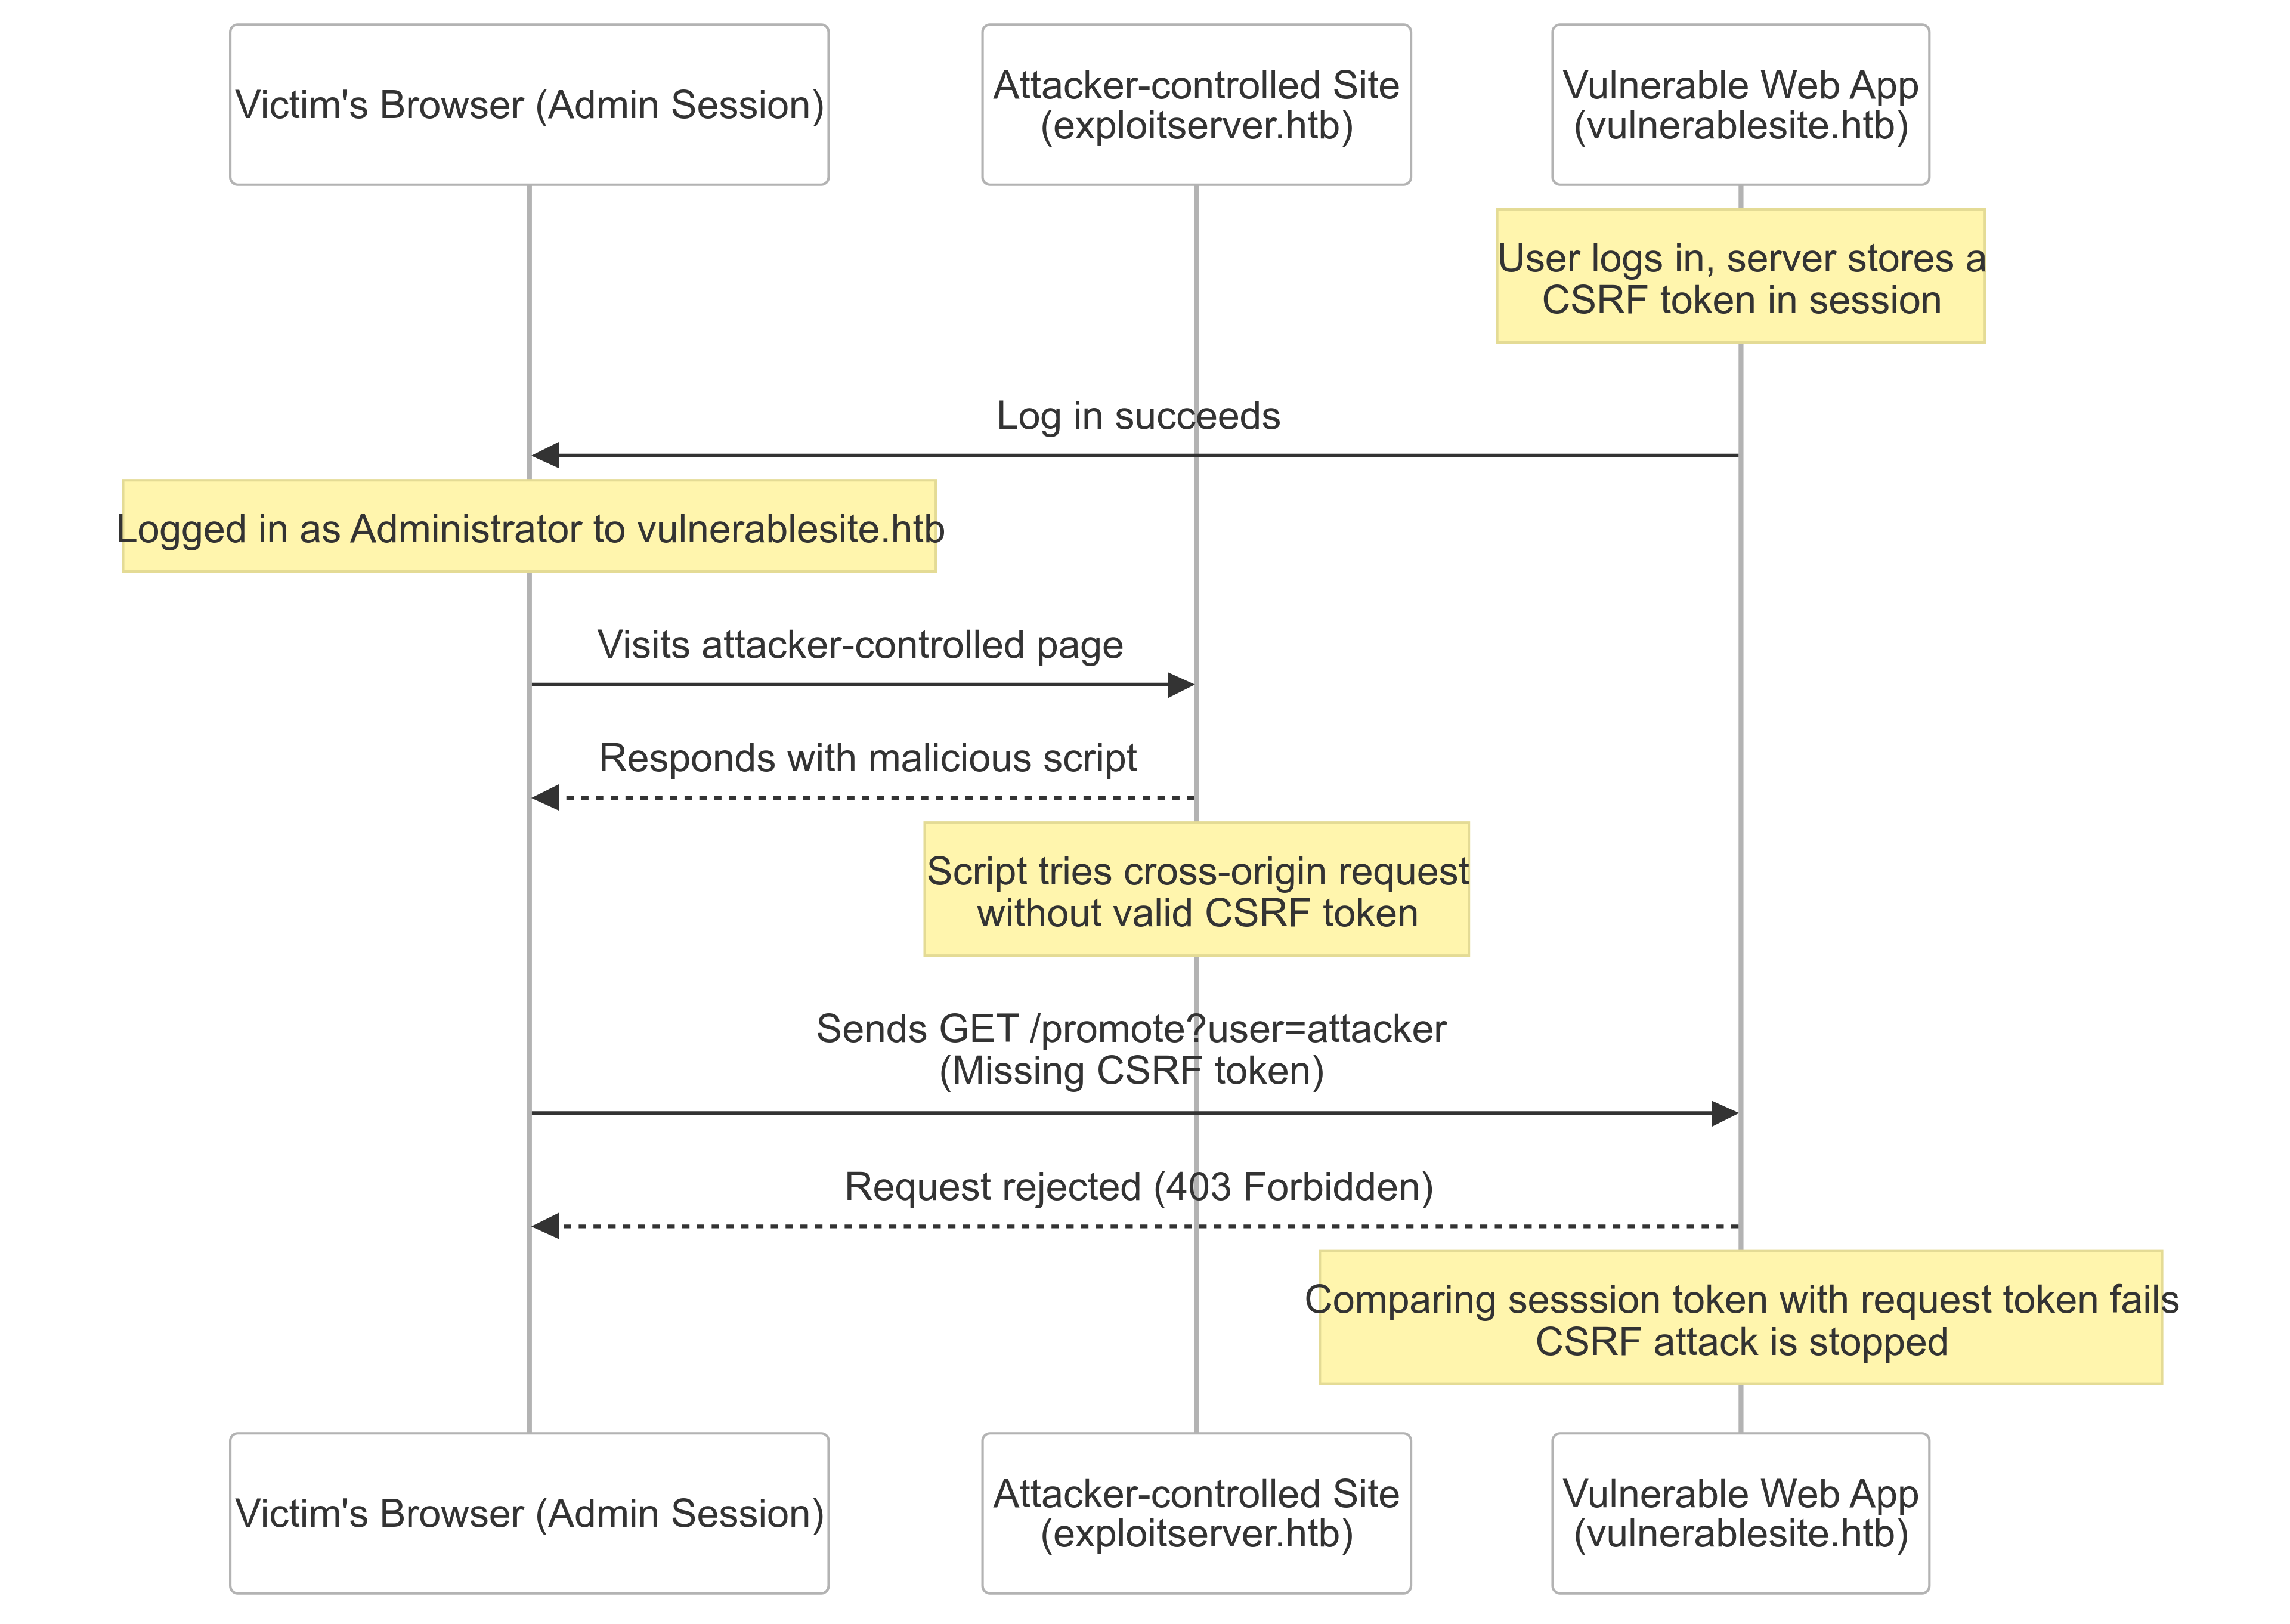 Victim's Browser (Admin Session)
Attacker-controlled Site
(exploitserver.htb)
Vulnerable Web App
(vulnerablesite.htb)
User logs in, server stores a
CSRF token in session
Log in succeeds
Logged in as Administrator to vulnerablesite.htb
Visits attacker-controlled page
Responds with malicious script
Script tries cross-origin request
without valid CSRF token
Sends GET /promote?user=attacker
(Missing CSRF token)
Request rejected (403 Forbidden)
Comparing sesssion token with request token fails
CSRF attack is stopped
Victim's Browser (Admin Session)
Attacker-controlled Site
(exploitserver.htb)
Vulnerable Web App
(vulnerablesite.htb)